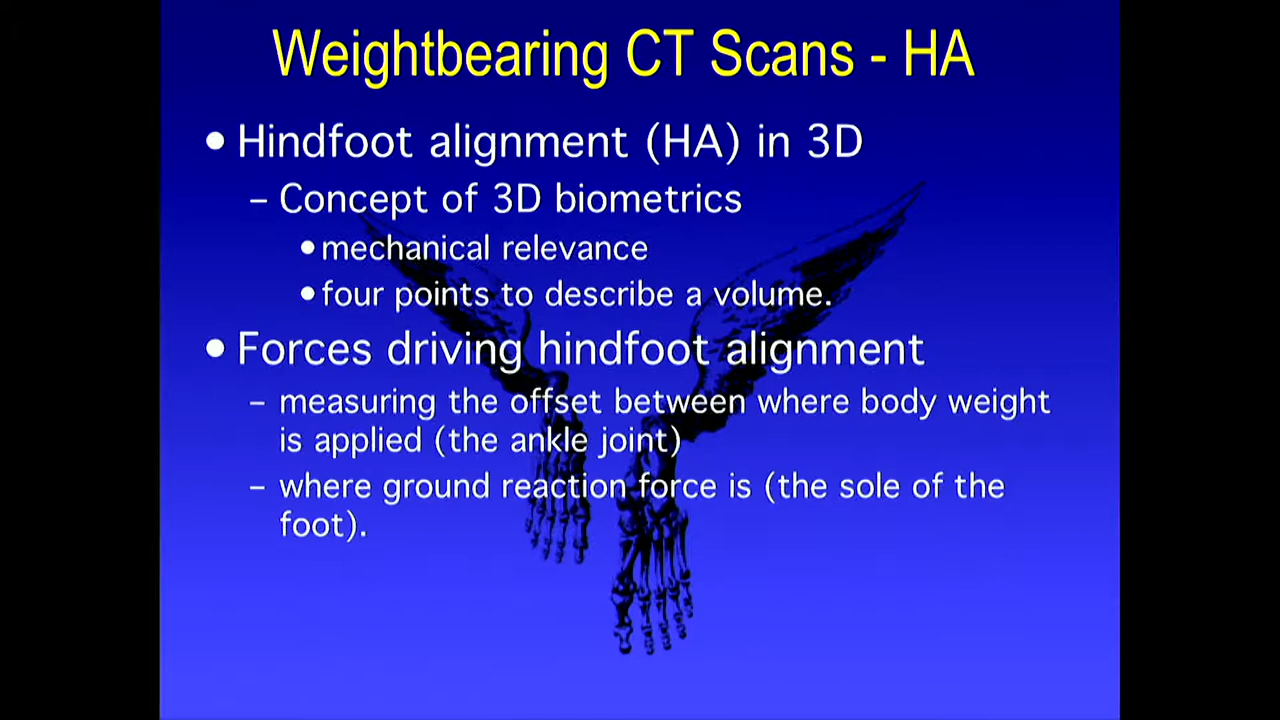 Weightbearing CT Scans - HA
• Hindfoot alignment (HA) in 3D
– Concept of 3D biometrics
• mechanical relevance
• four points to describe a volume.
• Forces driving hindfoot alignment
– measuring the offset between where body weight
is applied (the ankle joint)
– where ground reaction force is (the sole of the
foot).